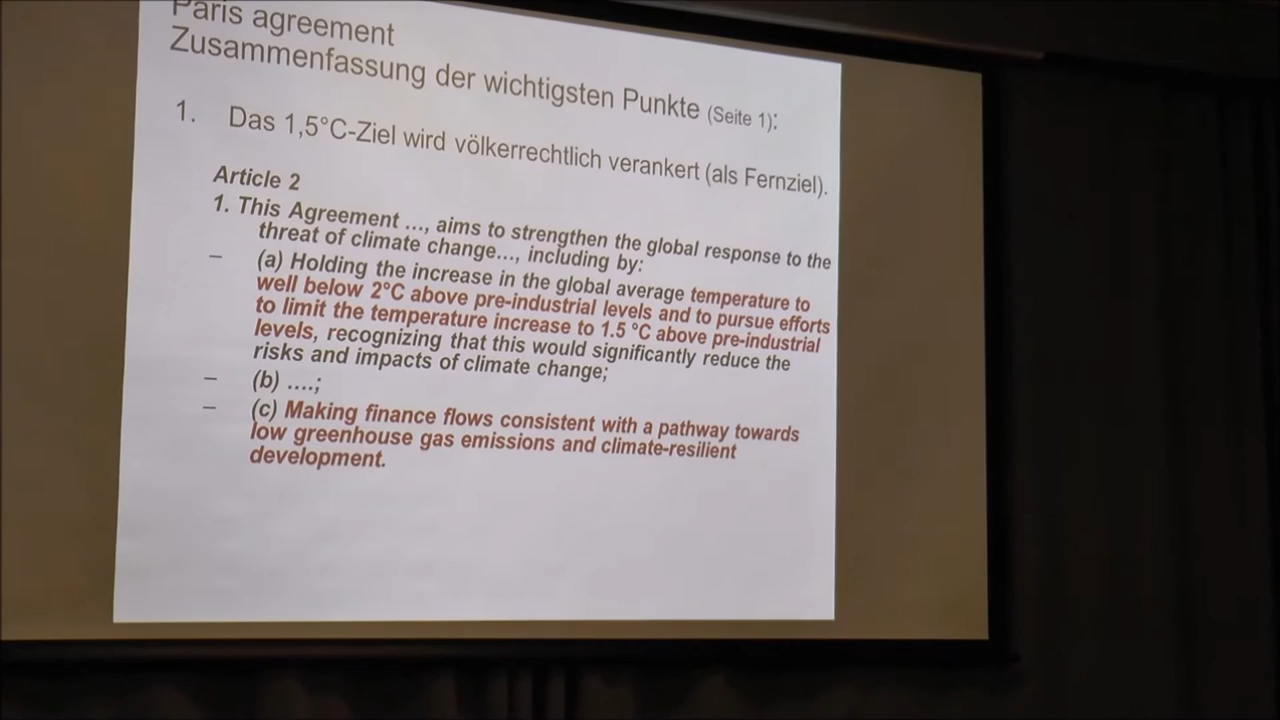 Paris agreement
Zusammenfassung der wichtigsten Punkte (Seite 1):
1. Das 1,5°C-Ziel wird völkerrechtlich verankert (als Fernziel).
Article 2
1. This Agreement …, aims to strengthen the global response to the
threat of climate change…, including by:
– (a) Holding the increase in the global average temperature to
well below 2°C above pre-industrial levels and to pursue efforts
to limit the temperature increase to 1.5 °C above pre-industrial
levels, recognizing that this would significantly reduce the
risks and impacts of climate change;
– (b) ….;
– (c) Making finance flows consistent with a pathway towards
low greenhouse gas emissions and climate-resilient
development.